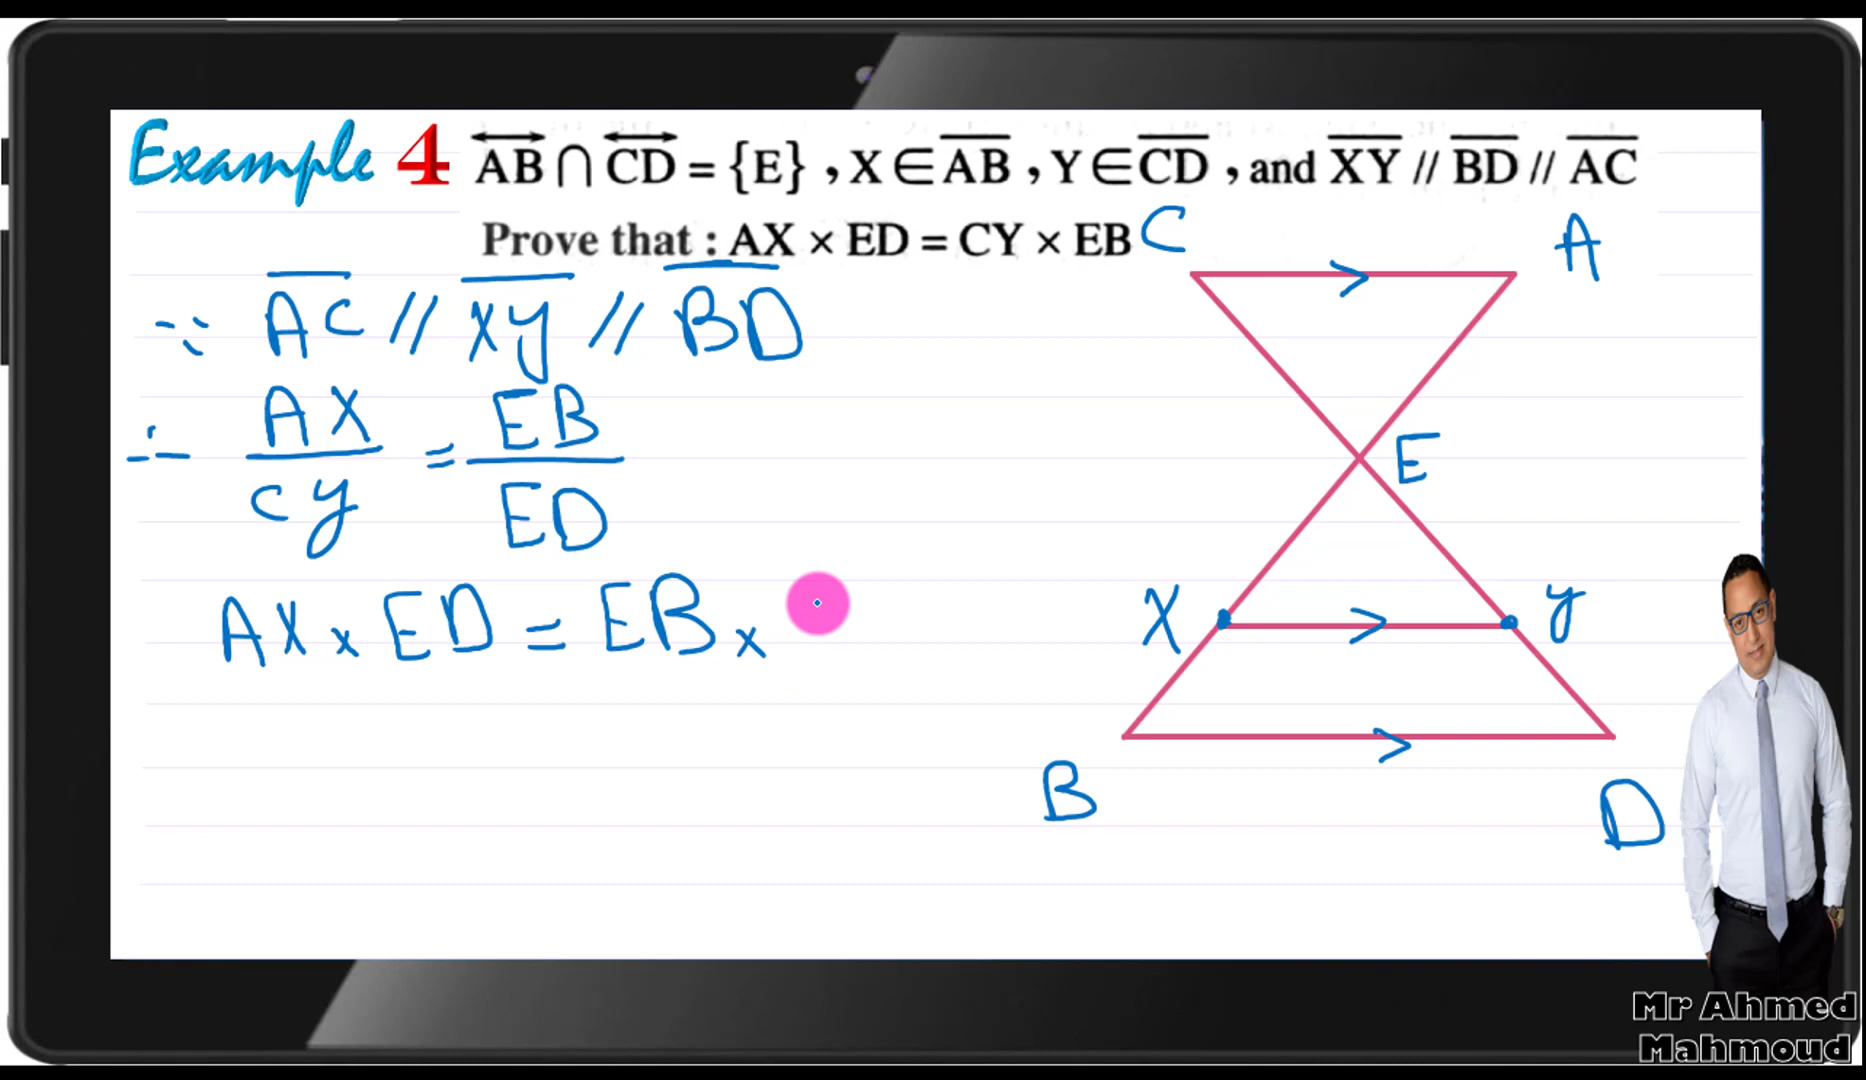 Example 4 AB ∩ CD = {E} , X ∈ AB , Y ∈ CD , and XY // BD // AC
Prove that : AX × ED = CY × EB
∵ AC // XY // BD
∴ AX / CY = EB / ED
AX × ED = EB ×
C
A
E
X
Y
B
D
Mr Ahmed
Mahmoud